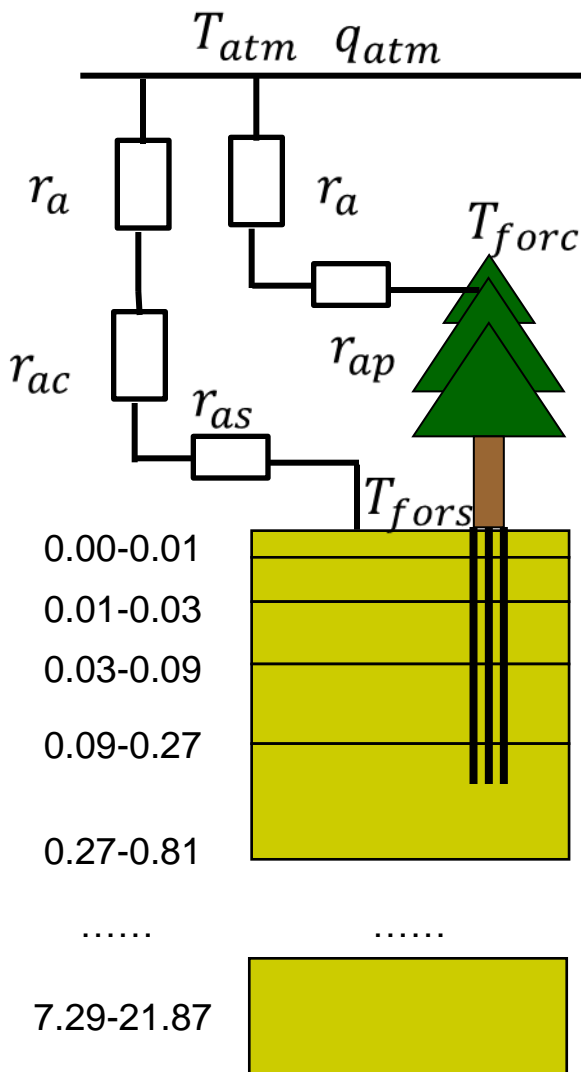 T_atm q_atm
r_a
r_a
T_forc
r_ac
r_ap
r_as
T_fors
0.00-0.01
0.01-0.03
0.03-0.09
0.09-0.27
0.27-0.81
...... ......
7.29-21.87